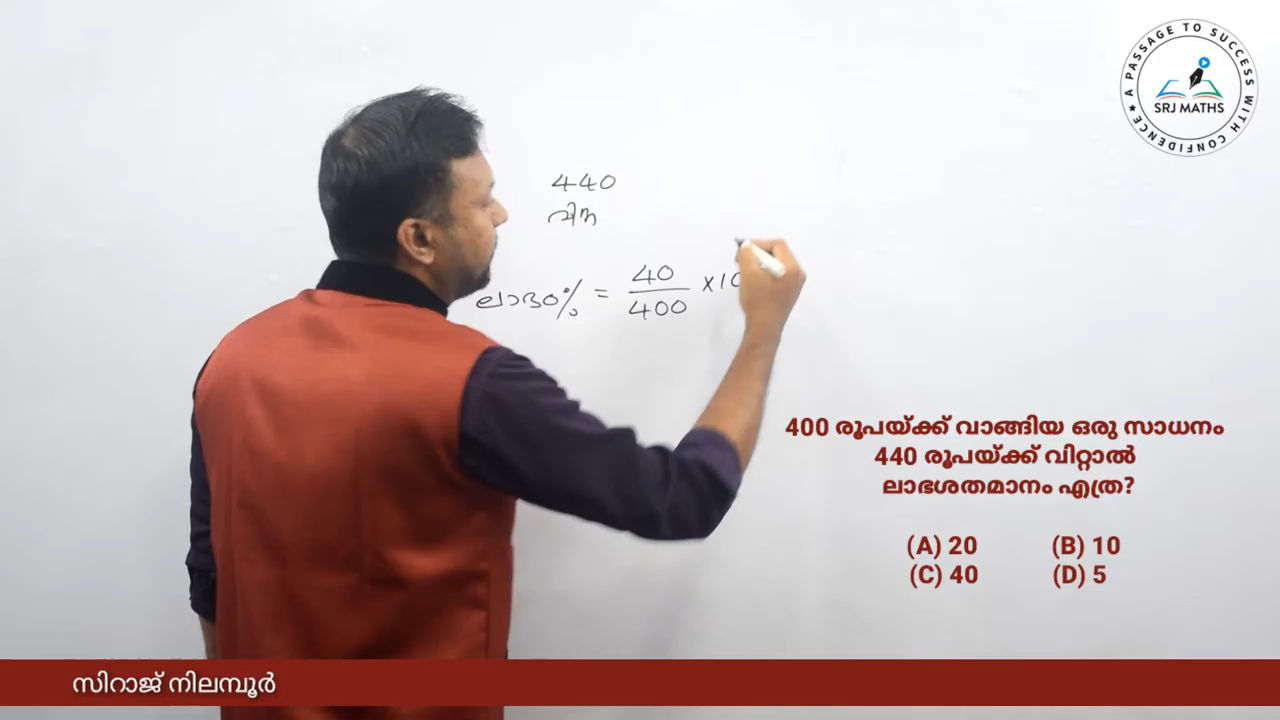 A PASSAGE TO SUCCESS WITH CONFIDENCE
SRJ MATHS
440
ലാഭം% = 40/400 ×10
400 രൂപയ്ക്ക് വാങ്ങിയ ഒരു സാധനം
440 രൂപയ്ക്ക് വിറ്റാൽ
ലാഭശതമാനം എത്ര?
(A) 20 (B) 10
(C) 40 (D) 5
സിറാജ് നിലമ്പൂർ